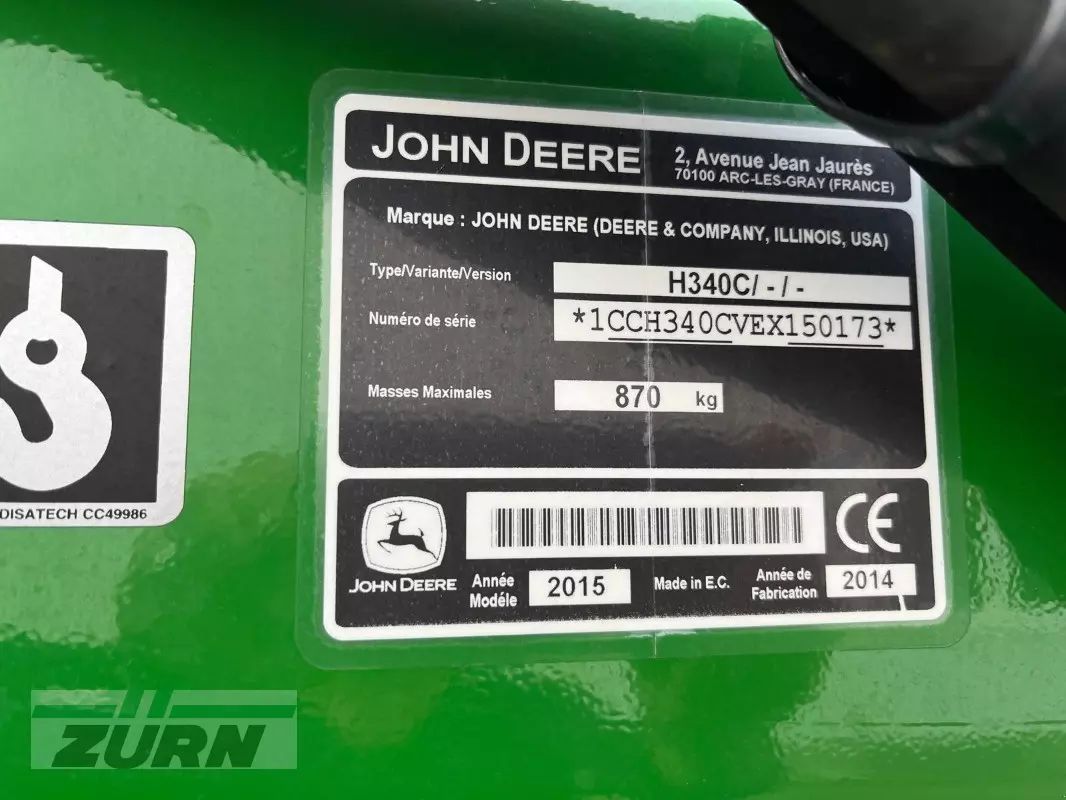 JOHN DEERE
2, Avenue Jean Jaurès
70100 ARC-LES-GRAY (FRANCE)
Marque : JOHN DEERE (DEERE & COMPANY, ILLINOIS, USA)
Type/Variante/Version H340C/ - / -
Numéro de série *1CCH340CVEX150173*
Masses Maximales 870 kg
JOHN DEERE
Année Modéle 2015
Made in E.C.
Année de Fabrication 2014
CE
DISATECH CC49986
ZÜRN